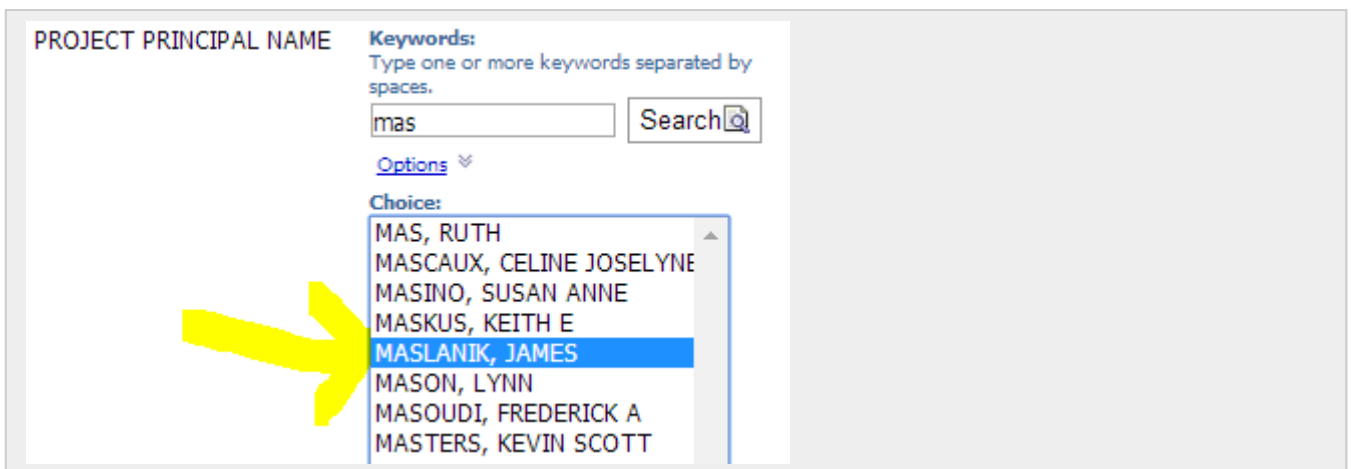 PROJECT PRINCIPAL NAME
Keywords:
Type one or more keywords separated by
spaces.
mas
Search
Options
Choice:
MAS, RUTH
MASCAUX, CELINE JOSELYNE
MASINO, SUSAN ANNE
MASKUS, KEITH E
MASLANIK, JAMES
MASON, LYNN
MASOUDI, FREDERICK A
MASTERS, KEVIN SCOTT